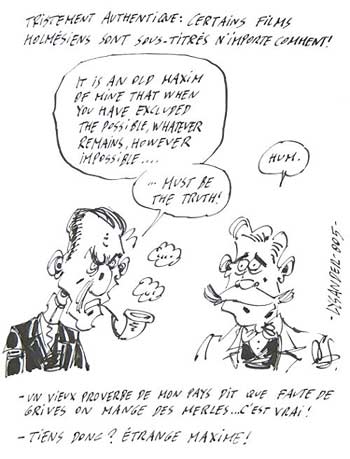 TRISTEMENT AUTHENTIQUE: CERTAINS FILMS
HOLMÉSIENS SONT SOUS-TITRÉS N'IMPORTE COMMENT!
IT IS AN OLD MAXIM
OF MINE THAT WHEN
YOU HAVE EXCLUDED
THE POSSIBLE, WHATEVER
REMAINS, HOWEVER
IMPOSSIBLE....
... MUST BE
THE TRUTH!
HUM.
- UN VIEUX PROVERBE DE MON PAYS DIT QUE FAUTE DE
GRIVES ON MANGE DES MERLES...C'EST VRAI!
- TIENS DONC? ÉTRANGE MAXIME!